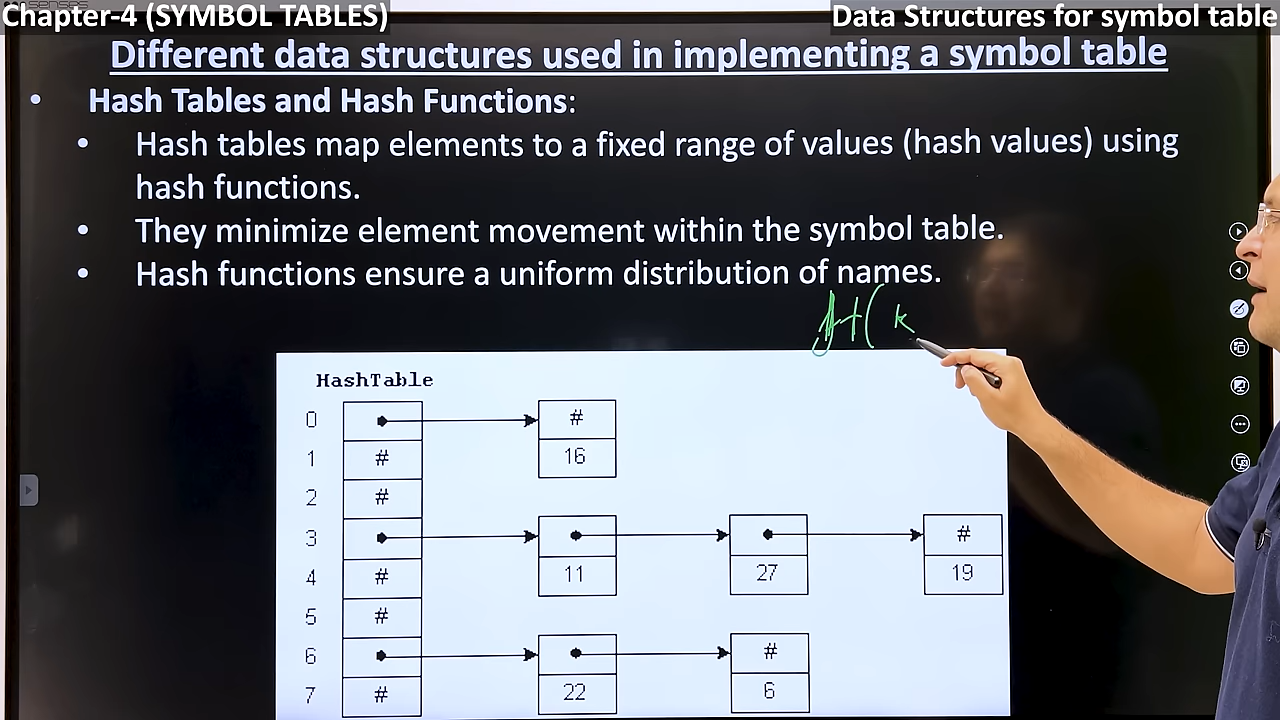 Chapter-4 (SYMBOL TABLES)
Data Structures for symbol table
Different data structures used in implementing a symbol table
• Hash Tables and Hash Functions:
• Hash tables map elements to a fixed range of values (hash values) using
hash functions.
• They minimize element movement within the symbol table.
• Hash functions ensure a uniform distribution of names.
H( k
HashTable
0 #
1 # 16
2 #
3 #
4 # 11 27 19
5 #
6 #
7 # 22 6